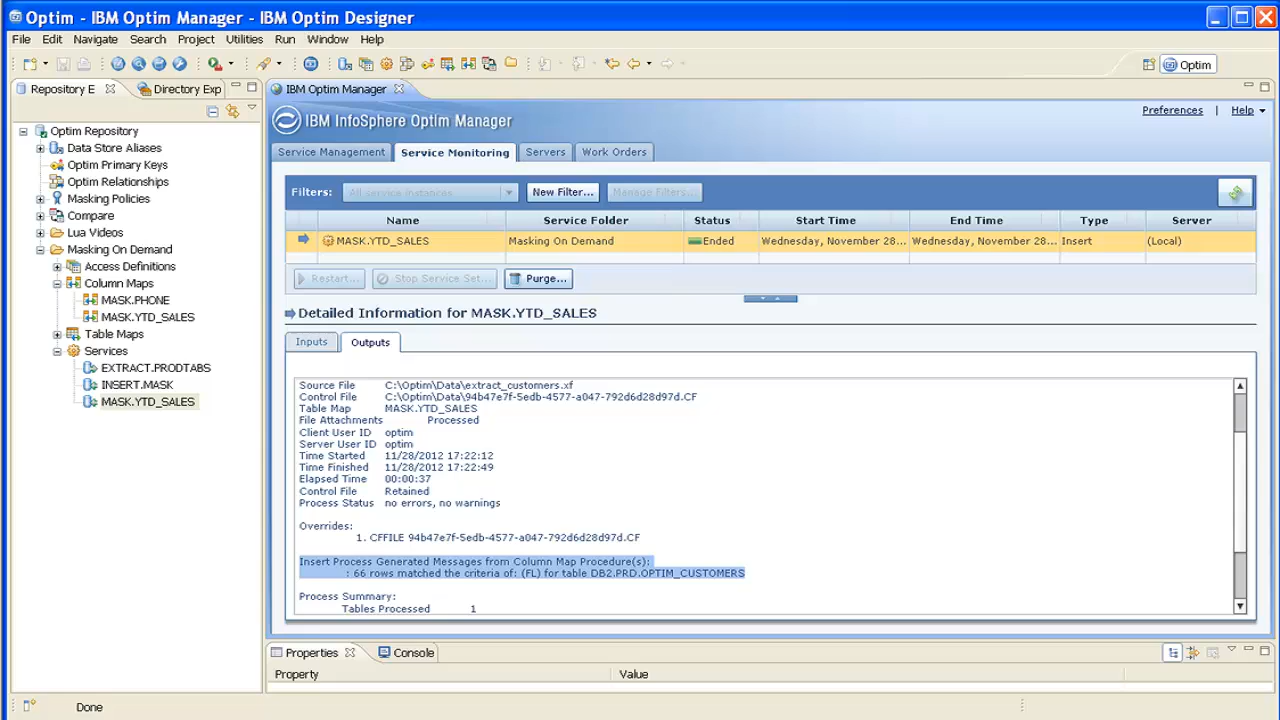 Optim - IBM Optim Manager - IBM Optim Designer
File Edit Navigate Search Project Utilities Run Window Help
Optim
Repository E
Directory Exp
IBM Optim Manager
Optim Repository
Data Store Aliases
Optim Primary Keys
Optim Relationships
Masking Policies
Compare
Lua Videos
Masking On Demand
Access Definitions
Column Maps
MASK.PHONE
MASK.YTD_SALES
Table Maps
Services
EXTRACT.PRODTABS
INSERT.MASK
MASK.YTD_SALES
IBM InfoSphere Optim Manager
Preferences | Help
Service Management Service Monitoring Servers Work Orders
Filters: All service instances New Filter... Manage Filters...
Name Service Folder Status Start Time End Time Type Server
MASK.YTD_SALES Masking On Demand Ended Wednesday, November 28... Wednesday, November 28... Insert (Local)
Restart... Stop Service Set... Purge...
Detailed Information for MASK.YTD_SALES
Inputs Outputs
Source File C:\Optim\Data\extract_customers.xf
Control File C:\Optim\Data\94b47e7f-5edb-4577-a047-792d6d28d97d.CF
Table Map MASK.YTD_SALES
File Attachments Processed
Client User ID optim
Server User ID optim
Time Started 11/28/2012 17:22:12
Time Finished 11/28/2012 17:22:49
Elapsed Time 00:00:37
Control File Retained
Process Status no errors, no warnings
Overrides:
1. CFFILE 94b47e7f-5edb-4577-a047-792d6d28d97d.CF
Insert Process Generated Messages from Column Map Procedure(s):
: 66 rows matched the criteria of: (FL) for table DB2.PRD.OPTIM_CUSTOMERS
Process Summary:
Tables Processed 1
Properties Console
Property Value
Done